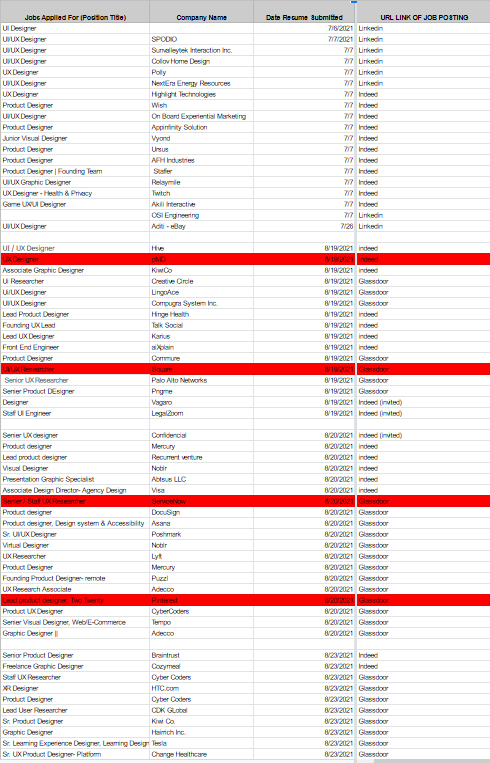 Jobs Applied For (Position Title) Company Name Date Resume Submitted URL LINK OF JOB POSTING
UI Designer 7/6/2021 Linkedin
UI/UX Designer SPODIO 7/7/2021 Linkedin
UI/UX Designer Sumalleytek Interaction Inc. 7/7 Linkedin
UI/UX Designer Collov Home Design 7/7 Linkedin
UX Designer Polly 7/7 Linkedin
UI/UX Designer NextEra Energy Resources 7/7 Linkedin
UX Designer Highlight Technologies 7/7 Indeed
Product Designer Wish 7/7 Indeed
UI/UX Designer On Board Experiential Marketing 7/7 Indeed
Product Designer Appinfinity Solution 7/7 Indeed
Junior Visual Designer Vyond 7/7 Indeed
Product Designer Ursus 7/7 Indeed
Product Designer AFH Industries 7/7 Indeed
Product Designer | Founding Team Staffer 7/7 Indeed
UI/UX Graphic Designer Relaymile 7/7 Indeed
UX Designer - Health & Privacy Twitch 7/7 Indeed
Game UX/UI Designer Akili Interactive 7/7 Indeed
OSI Engineering 7/7 Linkedin
UI/UX Designer Aditi - eBay 7/26 Linkedin
UI / UX Designer Hive 8/19/2021 indeed
UX Designer pMD 8/19/2021 indeed
Associate Graphic Designer KiwiCo 8/19/2021 indeed
UI Researcher Creative Circle 8/19/2021 Glassdoor
UI/UX Designer LingoAce 8/19/2021 Glassdoor
UI/UX Designer Compugra System Inc. 8/19/2021 Glassdoor
Lead Product Designer Hinge Health 8/19/2021 indeed
Founding UX Lead Talk Social 8/19/2021 indeed
Lead UX Designer Karius 8/19/2021 indeed
Front End Engineer aiXplain 8/19/2021 indeed
Product Designer Commure 8/19/2021 Glassdoor
UI/UX Researcher Square 8/19/2021 Glassdoor
Senior UX Researcher Palo Alto Networks 8/19/2021 Glassdoor
Senior Product DEsigner Pngme 8/19/2021 Glassdoor
Designer Vagaro 8/19/2021 Indeed (invited)
Staff UI Engineer LegalZoom 8/19/2021 Indeed (invited)
Senier UX designer Confidencial 8/20/2021 indeed (invited)
Product designer Mercury 8/20/2021 indeed
Lead product designer Recurrent venture 8/20/2021 indeed
Visual Designer Noblr 8/20/2021 indeed
Presentation Graphic Specialist Abtsus LLC 8/20/2021 indeed
Associate Design Director- Agency Design Visa 8/20/2021 indeed
Senier / Staff UX Researcher ServiceNow 8/20/2021 Glassdoor
Product designer DocuSign 8/20/2021 Glassdoor
Product designer, Design system & Accessibility Asana 8/20/2021 Glassdoor
Sr. UI/UX Designer Poshmark 8/20/2021 Glassdoor
Virtual Designer Noblr 8/20/2021 Glassdoor
UX Researcher Lyft 8/20/2021 Glassdoor
Product Designer Mercury 8/20/2021 Glassdoor
Founding Product Designer- remote Puzzl 8/20/2021 Glassdoor
UX Research Associate Adecco 8/20/2021 Glassdoor
Lead product designer, Two Twenty Pinterest 8/20/2021 Glassdoor
Product UX Designer CyberCoders 8/20/2021 Glassdoor
Senier Visual Designer, Web/E-Commerce Tempo 8/20/2021 Glassdoor
Graphic Designer || Adecco 8/20/2021 Glassdoor
Senior Product Designer Braintrust 8/23/2021 Indeed
Freelance Graphic Designer Cozymeal 8/23/2021 Indeed
Staff UX Researcher Cyber Coders 8/23/2021 Glassdoor
XR Designer HTC.com 8/23/2021 Glassdoor
Product Designer Cyber Coders 8/23/2021 Glassdoor
Lead User Researcher CDK GLobal 8/23/2021 Glassdoor
Sr. Product Designer Kiwi Co. 8/23/2021 Glassdoor
Graphic Designer Haimch Inc. 8/23/2021 Glassdoor
Sr. Learning Experience Designer, Learning Design Tesla 8/23/2021 Glassdoor
Sr. UX Product Designer- Platform Change Healthcare 8/23/2021 Glassdoor